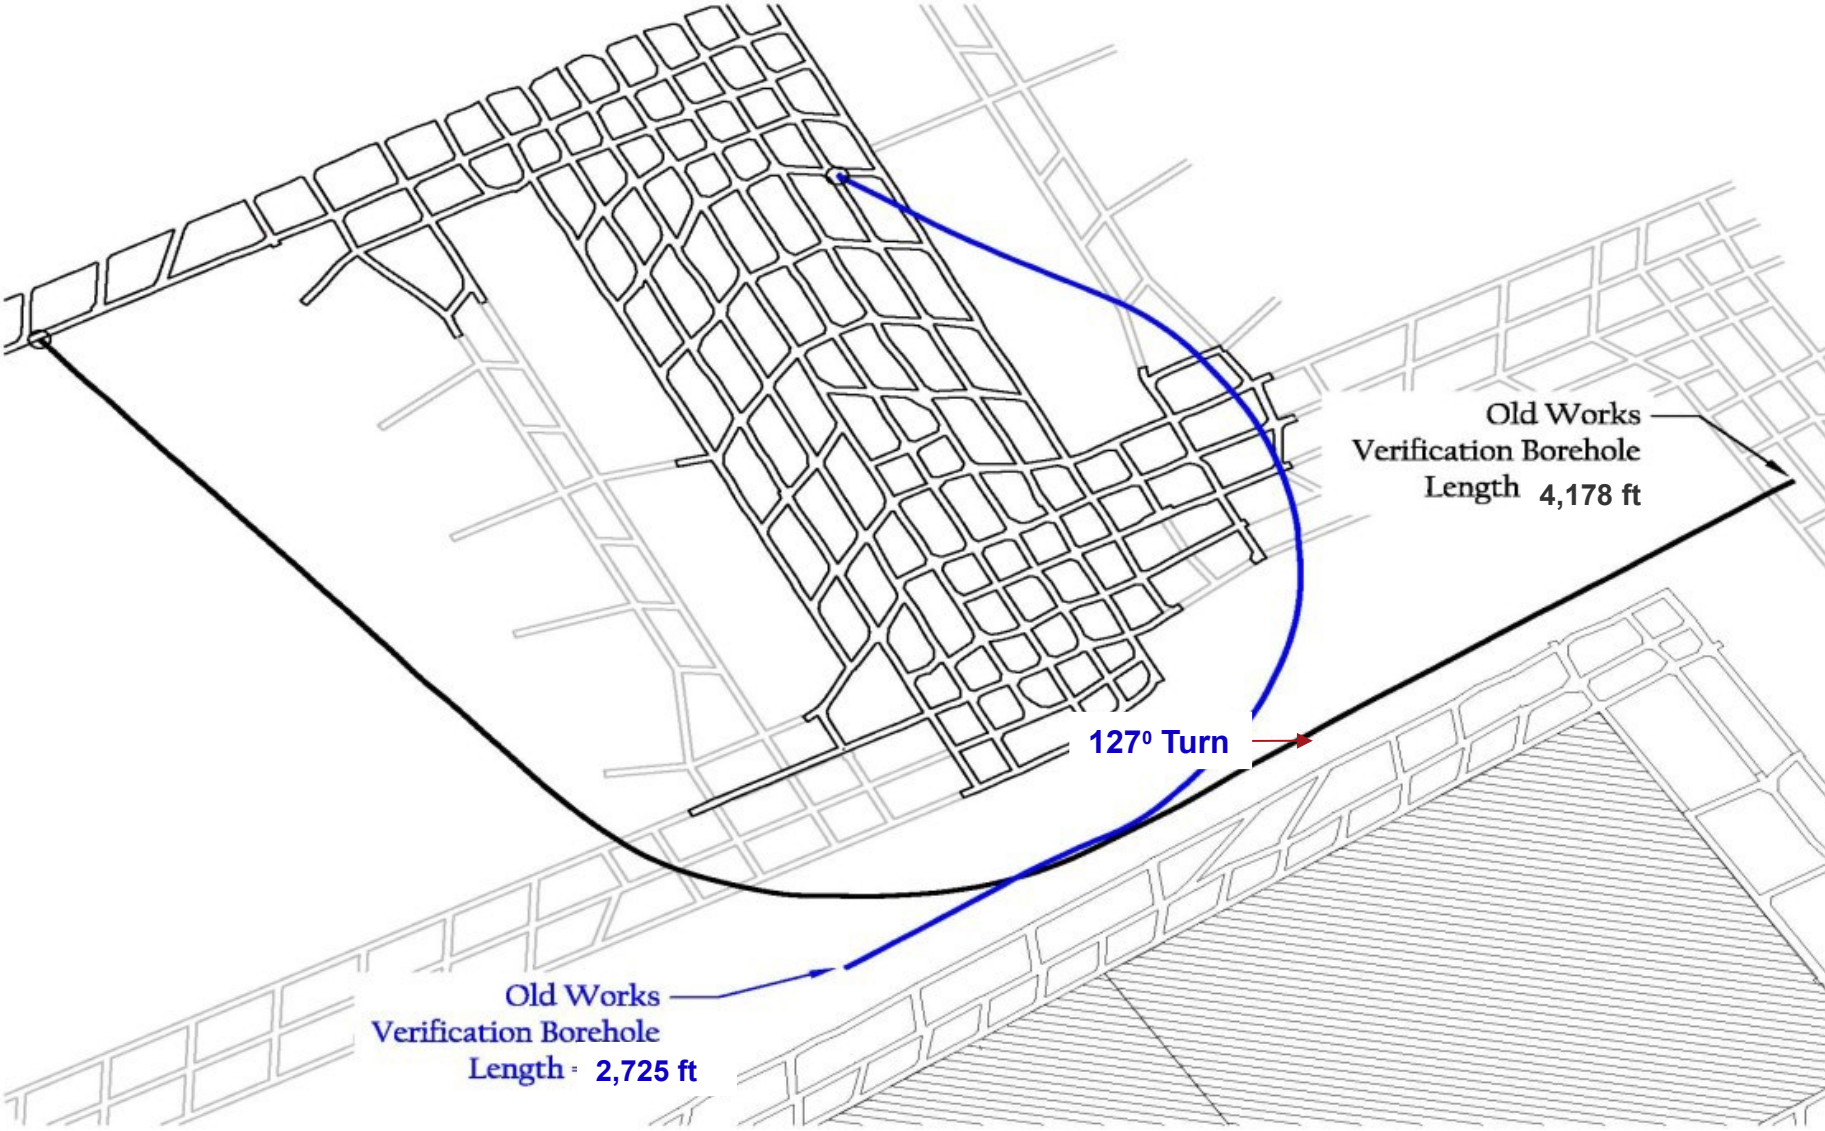 Old Works
Verification Borehole
Length 4,178 ft
127⁰ Turn
Old Works
Verification Borehole
Length = 2,725 ft